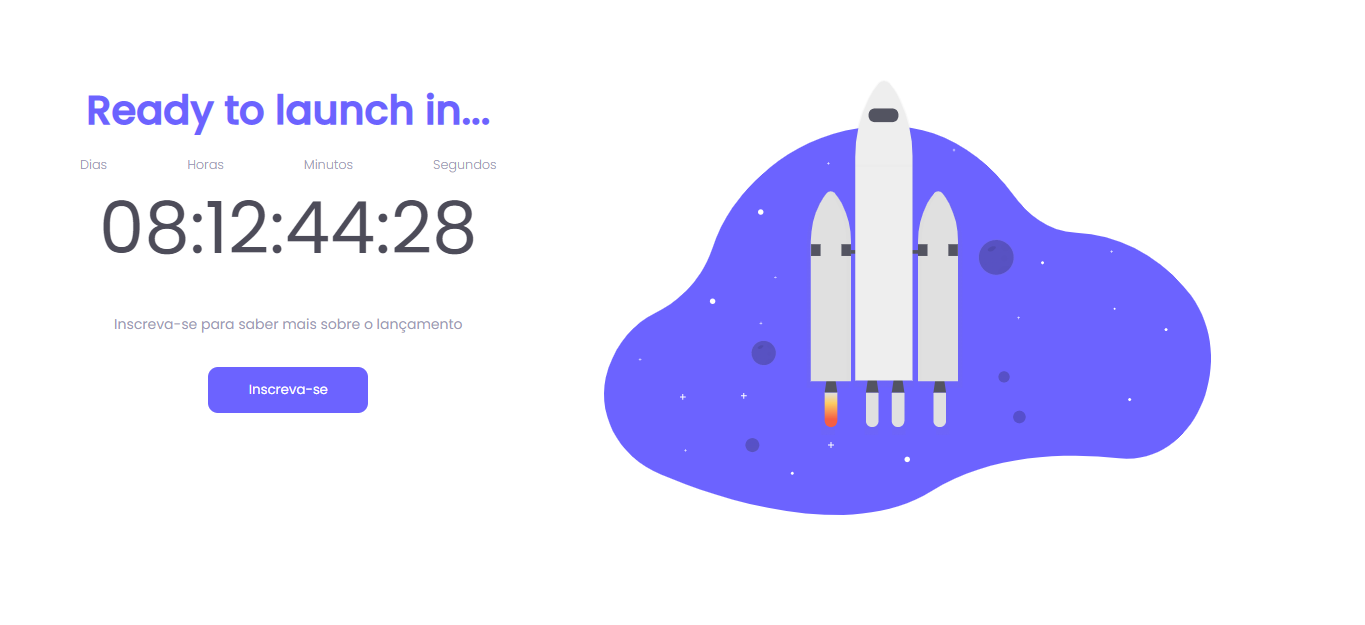 Ready to launch in...
Dias Horas Minutos Segundos
08:12:44:28
Inscreva-se para saber mais sobre o lançamento
Inscreva-se